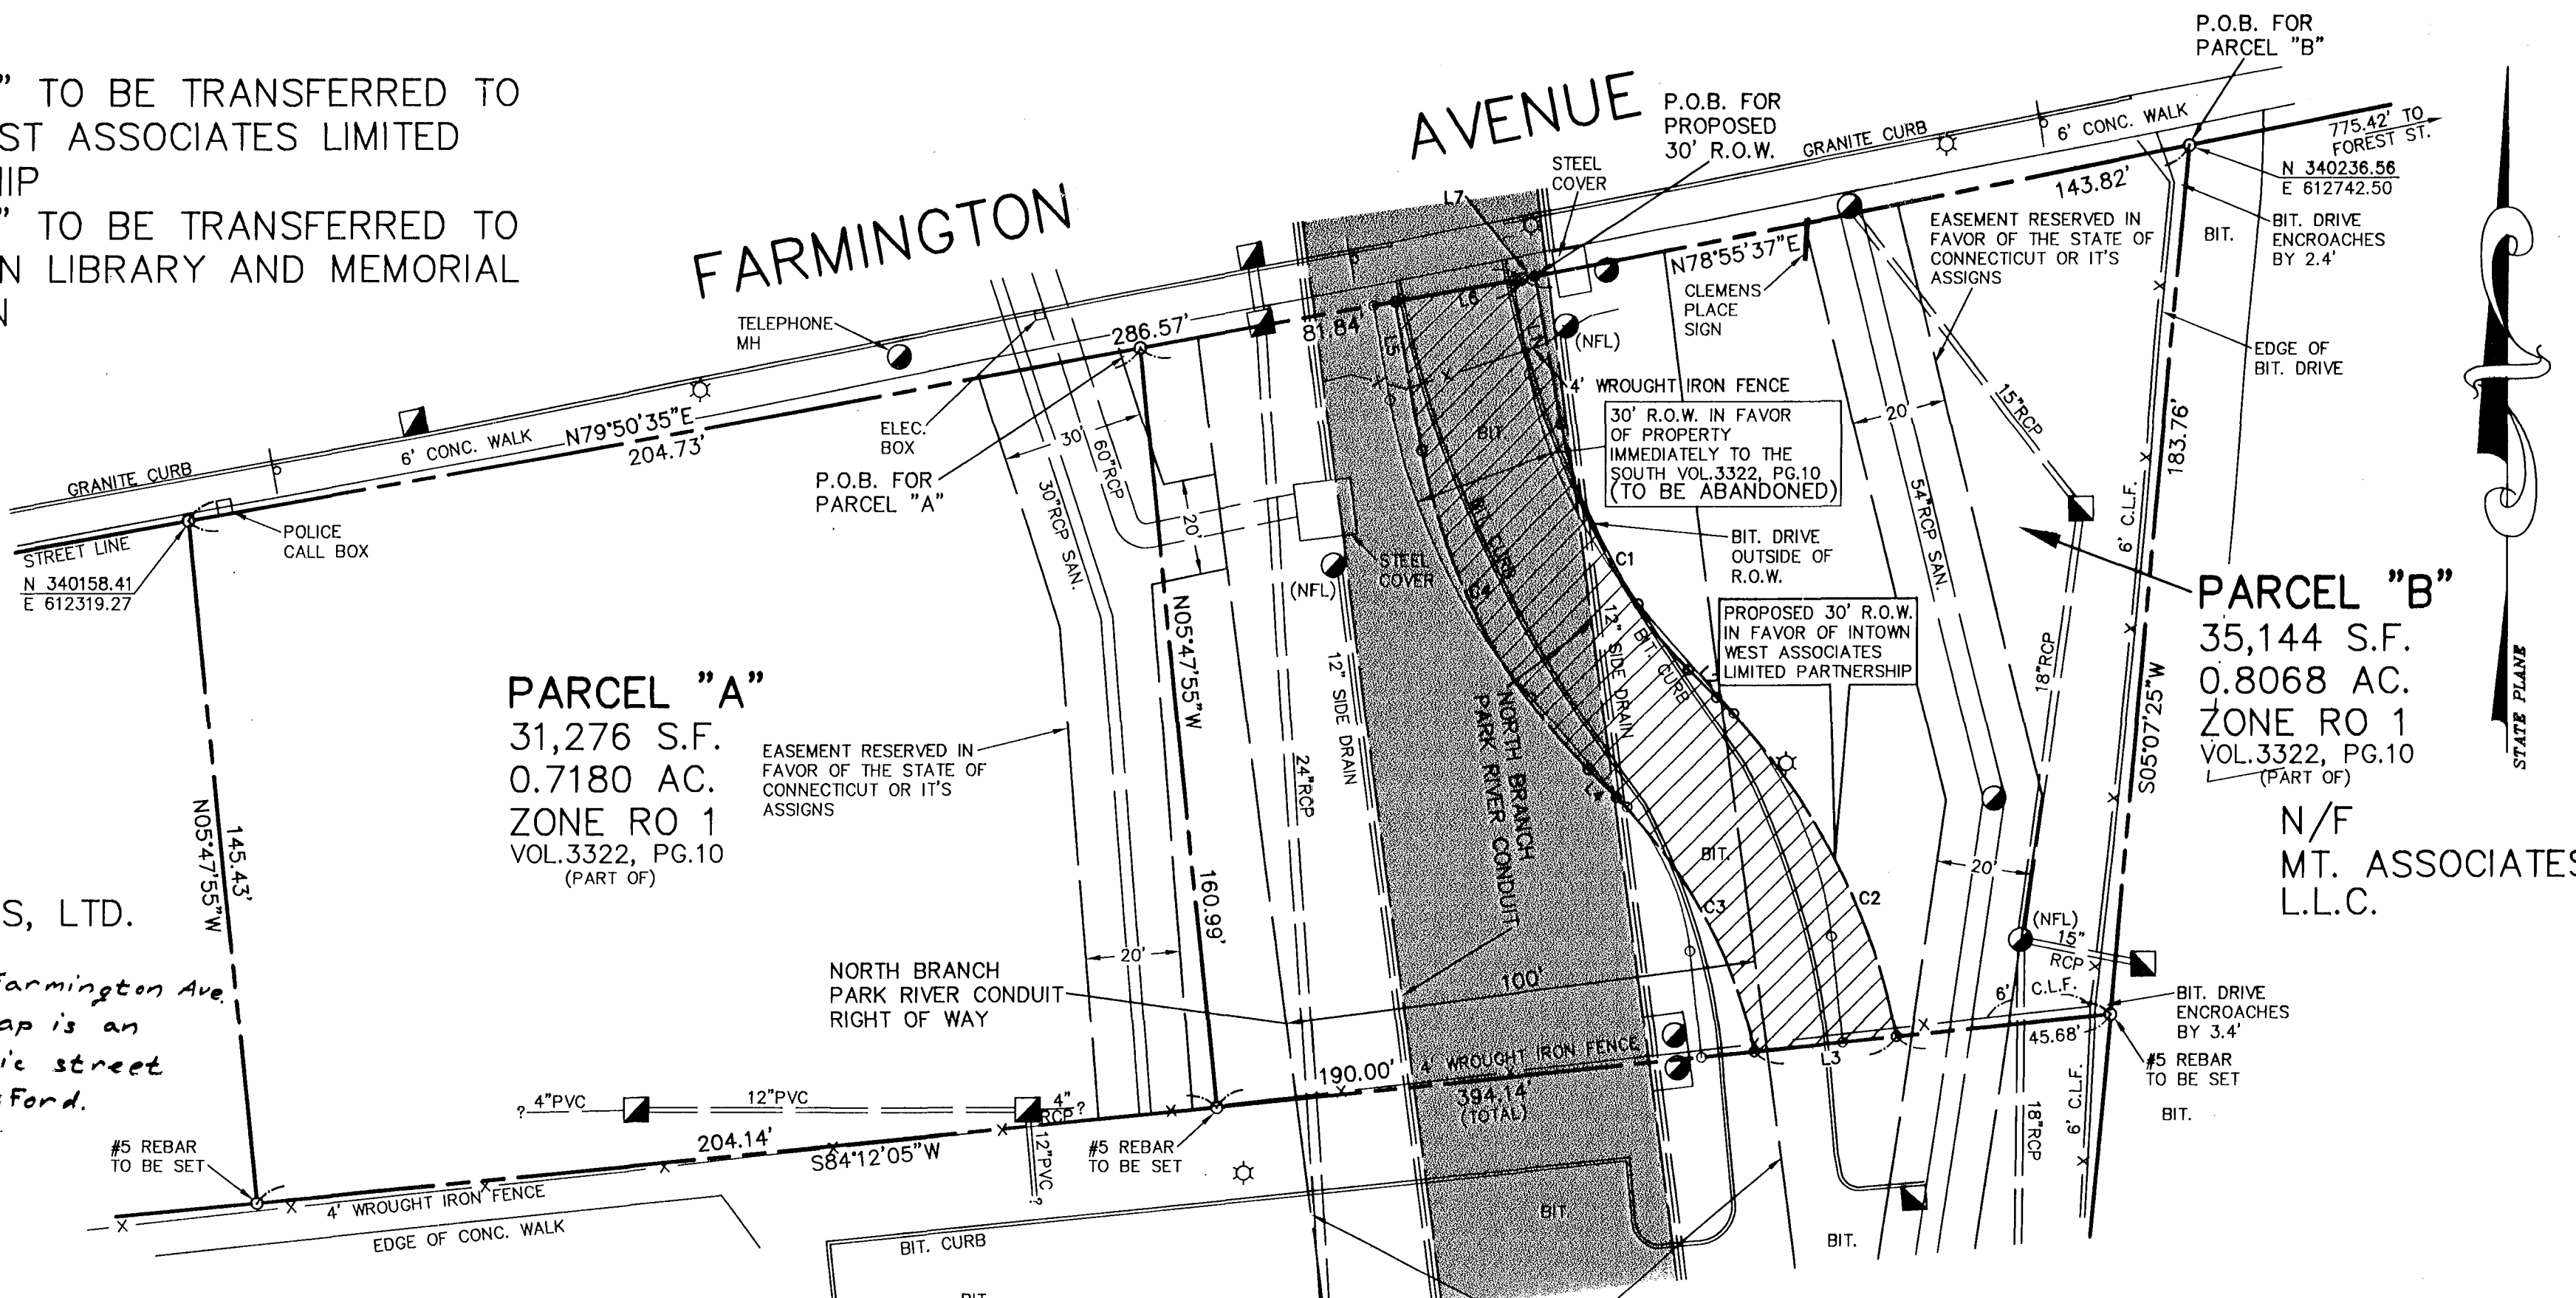 " TO BE TRANSFERRED TO
ST ASSOCIATES LIMITED
HIP
" TO BE TRANSFERRED TO
N LIBRARY AND MEMORIAL
N
FARMINGTON
AVENUE
P.O.B. FOR
PROPOSED
30' R.O.W.
P.O.B. FOR
PARCEL "B"
GRANITE CURB
6' CONC. WALK
775.42' TO
FOREST ST.
N 340236.56
E 612742.50
143.82'
N78°55'37"E
STEEL
COVER
L7
CLEMENS
PLACE
SIGN
EASEMENT RESERVED IN
FAVOR OF THE STATE OF
CONNECTICUT OR IT'S
ASSIGNS
BIT.
BIT. DRIVE
ENCROACHES
BY 2.4'
EDGE OF
BIT. DRIVE
TELEPHONE
MH
286.57'
81.84'
L5
L6
(NFL)
4' WROUGHT IRON FENCE
BIT.
30' R.O.W. IN FAVOR
OF PROPERTY
IMMEDIATELY TO THE
SOUTH VOL.3322, PG.10
(TO BE ABANDONED)
20'
15"RCP
183.76'
6' C.L.F.
54"RCP SAN.
GRANITE CURB
6' CONC. WALK
N79°50'35"E
204.73'
ELEC.
BOX
P.O.B. FOR
PARCEL "A"
30'
60"RCP
30"RCP SAN.
20'
STREET LINE
POLICE
CALL BOX
N 340158.41
E 612319.27
STEEL
COVER
(NFL)
BIT. CURB
C4
C1
BIT. DRIVE
OUTSIDE OF
R.O.W.
PROPOSED 30' R.O.W.
IN FAVOR OF INTOWN
WEST ASSOCIATES
LIMITED PARTNERSHIP
12" SIDE DRAIN
BIT. CURB
18"RCP
S05°07'25"W
PARCEL "B"
35,144 S.F.
0.8068 AC.
ZONE RO 1
VOL.3322, PG.10
(PART OF)
STATE PLANE
N/F
MT. ASSOCIATES
L.L.C.
PARCEL "A"
31,276 S.F.
0.7180 AC.
ZONE RO 1
VOL.3322, PG.10
(PART OF)
EASEMENT RESERVED IN
FAVOR OF THE STATE OF
CONNECTICUT OR IT'S
ASSIGNS
N05°47'55"W
145.43'
N05°47'55"W
160.99'
24"RCP
12" SIDE DRAIN
NORTH BRANCH
PARK RIVER CONDUIT
L4
BIT.
C3
C2
20'
(NFL)
15"
RCP
S, LTD.
Farmington Ave.
ap is an
ic street
ford.
20'
NORTH BRANCH
PARK RIVER CONDUIT
RIGHT OF WAY
100'
6' C.L.F.
45.68'
BIT. DRIVE
ENCROACHES
BY 3.4'
#5 REBAR
TO BE SET
BIT.
L3
4' WROUGHT IRON FENCE
190.00'
394.14'
(TOTAL)
? 4"PVC
12"PVC
4"
RCP
?
12"PVC
?
204.14'
S84°12'05"W
#5 REBAR
TO BE SET
#5 REBAR
TO BE SET
4' WROUGHT IRON FENCE
EDGE OF CONC. WALK
BIT. CURB
BIT.
BIT.
18"RCP
6' C.L.F.
BIT.